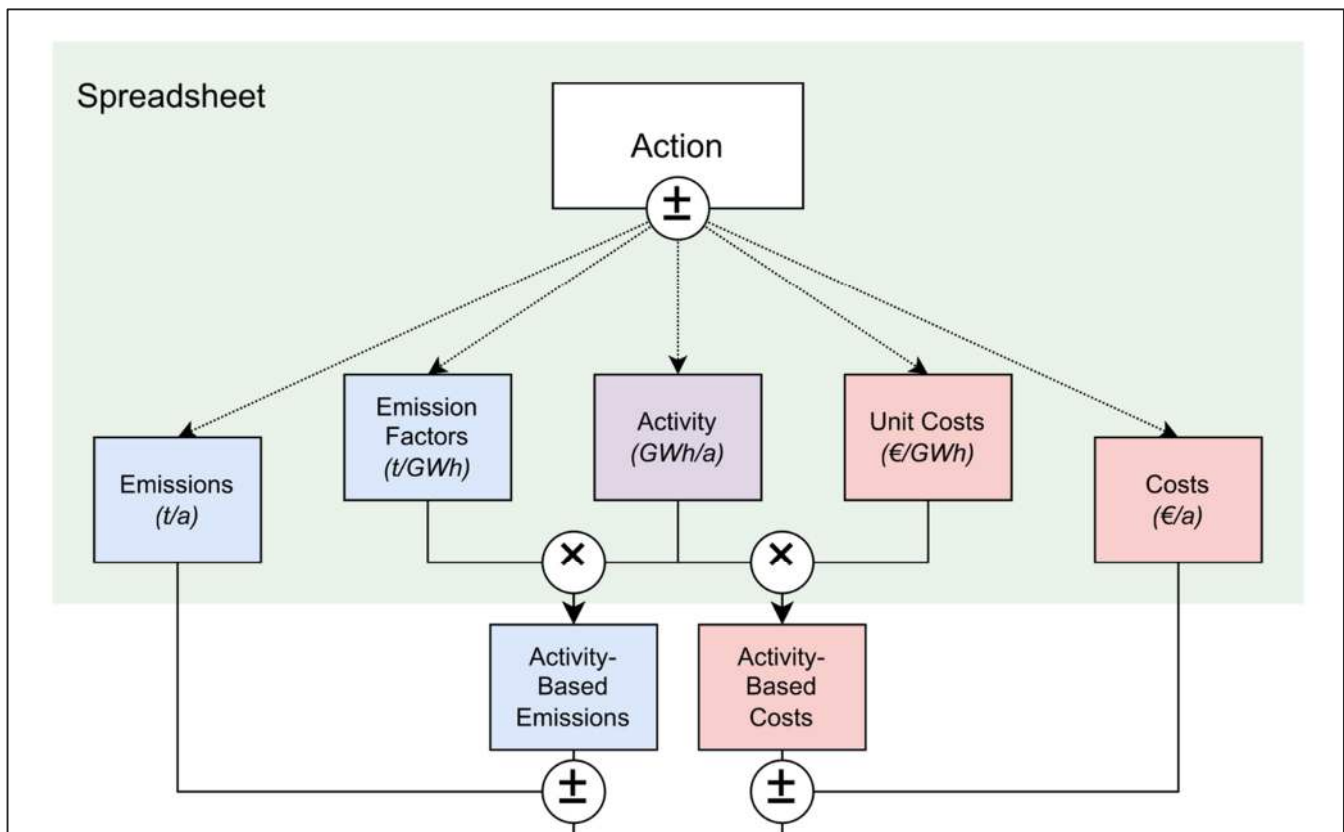 Spreadsheet
Action
±
Emission
Factors
(t/GWh)
Activity
(GWh/a)
Unit Costs
(€/GWh)
Emissions
(t/a)
Costs
(€/a)
×
×
Activity-
Based
Emissions
Activity-
Based
Costs
±
±